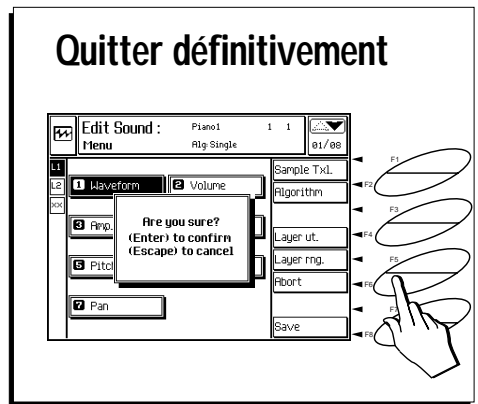 Quitter définitivement
Edit Sound : Piano1 1 1
Menu Alg: Single 01/08
L1
L2
XX
1 Waveform
2 Volume
3 Amp.
5 Pitc
7 Pan
Are you sure?
(Enter) to confirm
(Escape) to cancel
Sample Txl.
Algorithm
Layer ut.
Layer rng.
Abort
Save
F1
F2
F3
F4
F5
F6
F7
F8